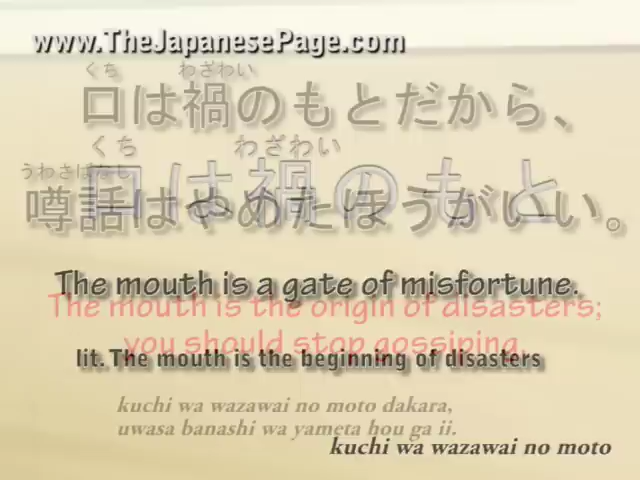 www.TheJapanesePage.com
くち わざわい
口は禍のもとだから、
くち わざわい
口は禍のもと
うわさばなし
噂話はやめたほうがいい。
The mouth is a gate of misfortune.
The mouth is the origin of disasters;
you should stop gossiping.
lit. The mouth is the beginning of disasters
kuchi wa wazawai no moto dakara,
uwasa banashi wa yameta hou ga ii.
kuchi wa wazawai no moto